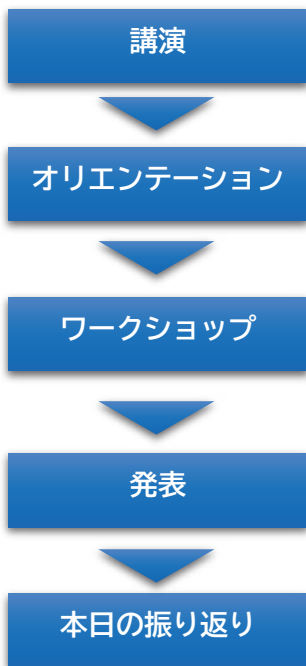 講演
オリエンテーション
ワークショップ
発表
本日の振り返り